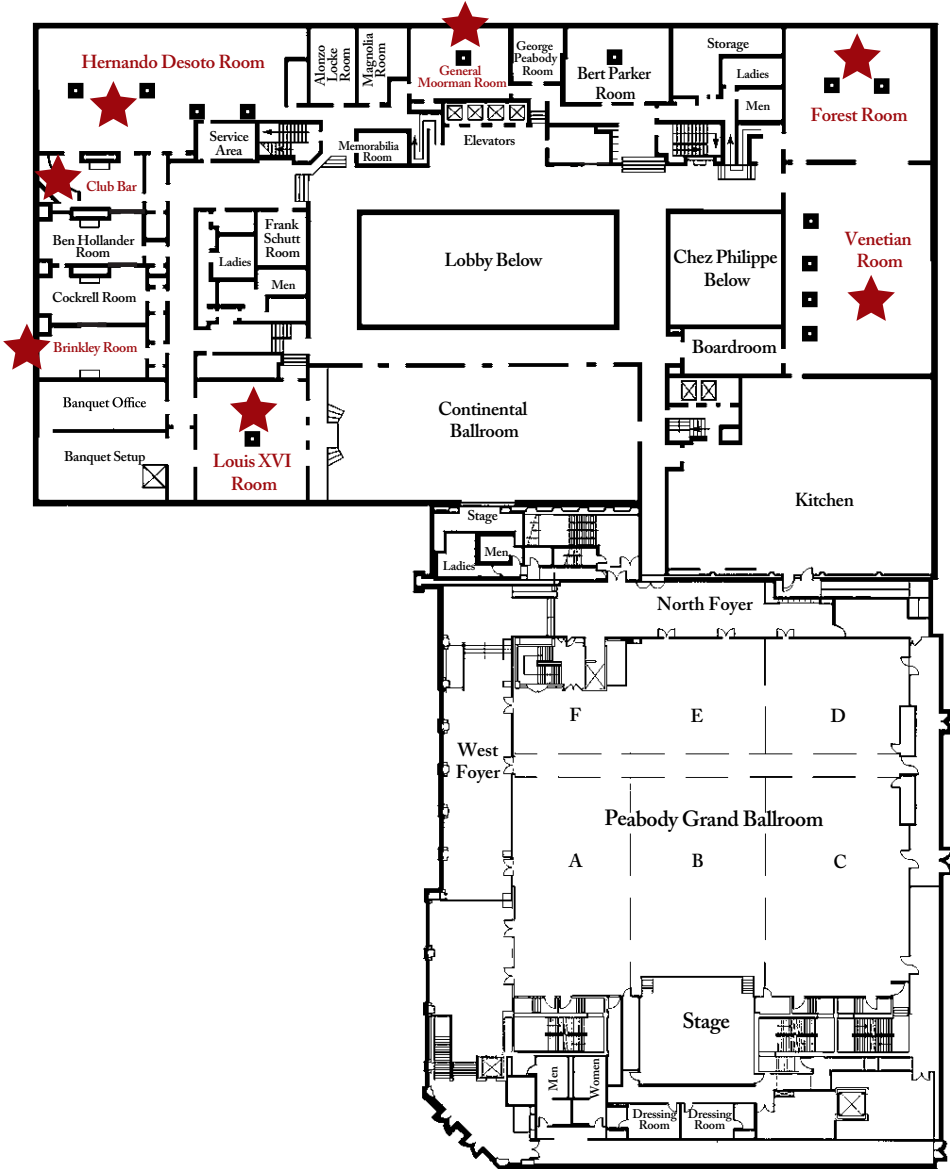 Hernando Desoto Room
Alonzo
Locke
Room
Magnolia
Room
General
Moorman Room
George
Peabody
Room
Bert Parker
Room
Storage
Ladies
Men
Forest Room
Service
Area
Memorabilia
Room
Elevators
Club Bar
Ben Hollander
Room
Cockrell Room
Brinkley Room
Frank
Schutt
Room
Ladies
Men
Lobby Below
Chez Philippe
Below
Venetian
Room
Boardroom
Banquet Office
Banquet Setup
Louis XVI
Room
Continental
Ballroom
Kitchen
Stage
Men
Ladies
North Foyer
F
E
D
West
Foyer
Peabody Grand Ballroom
A
B
C
Stage
Men
Women
Dressing
Room
Dressing
Room